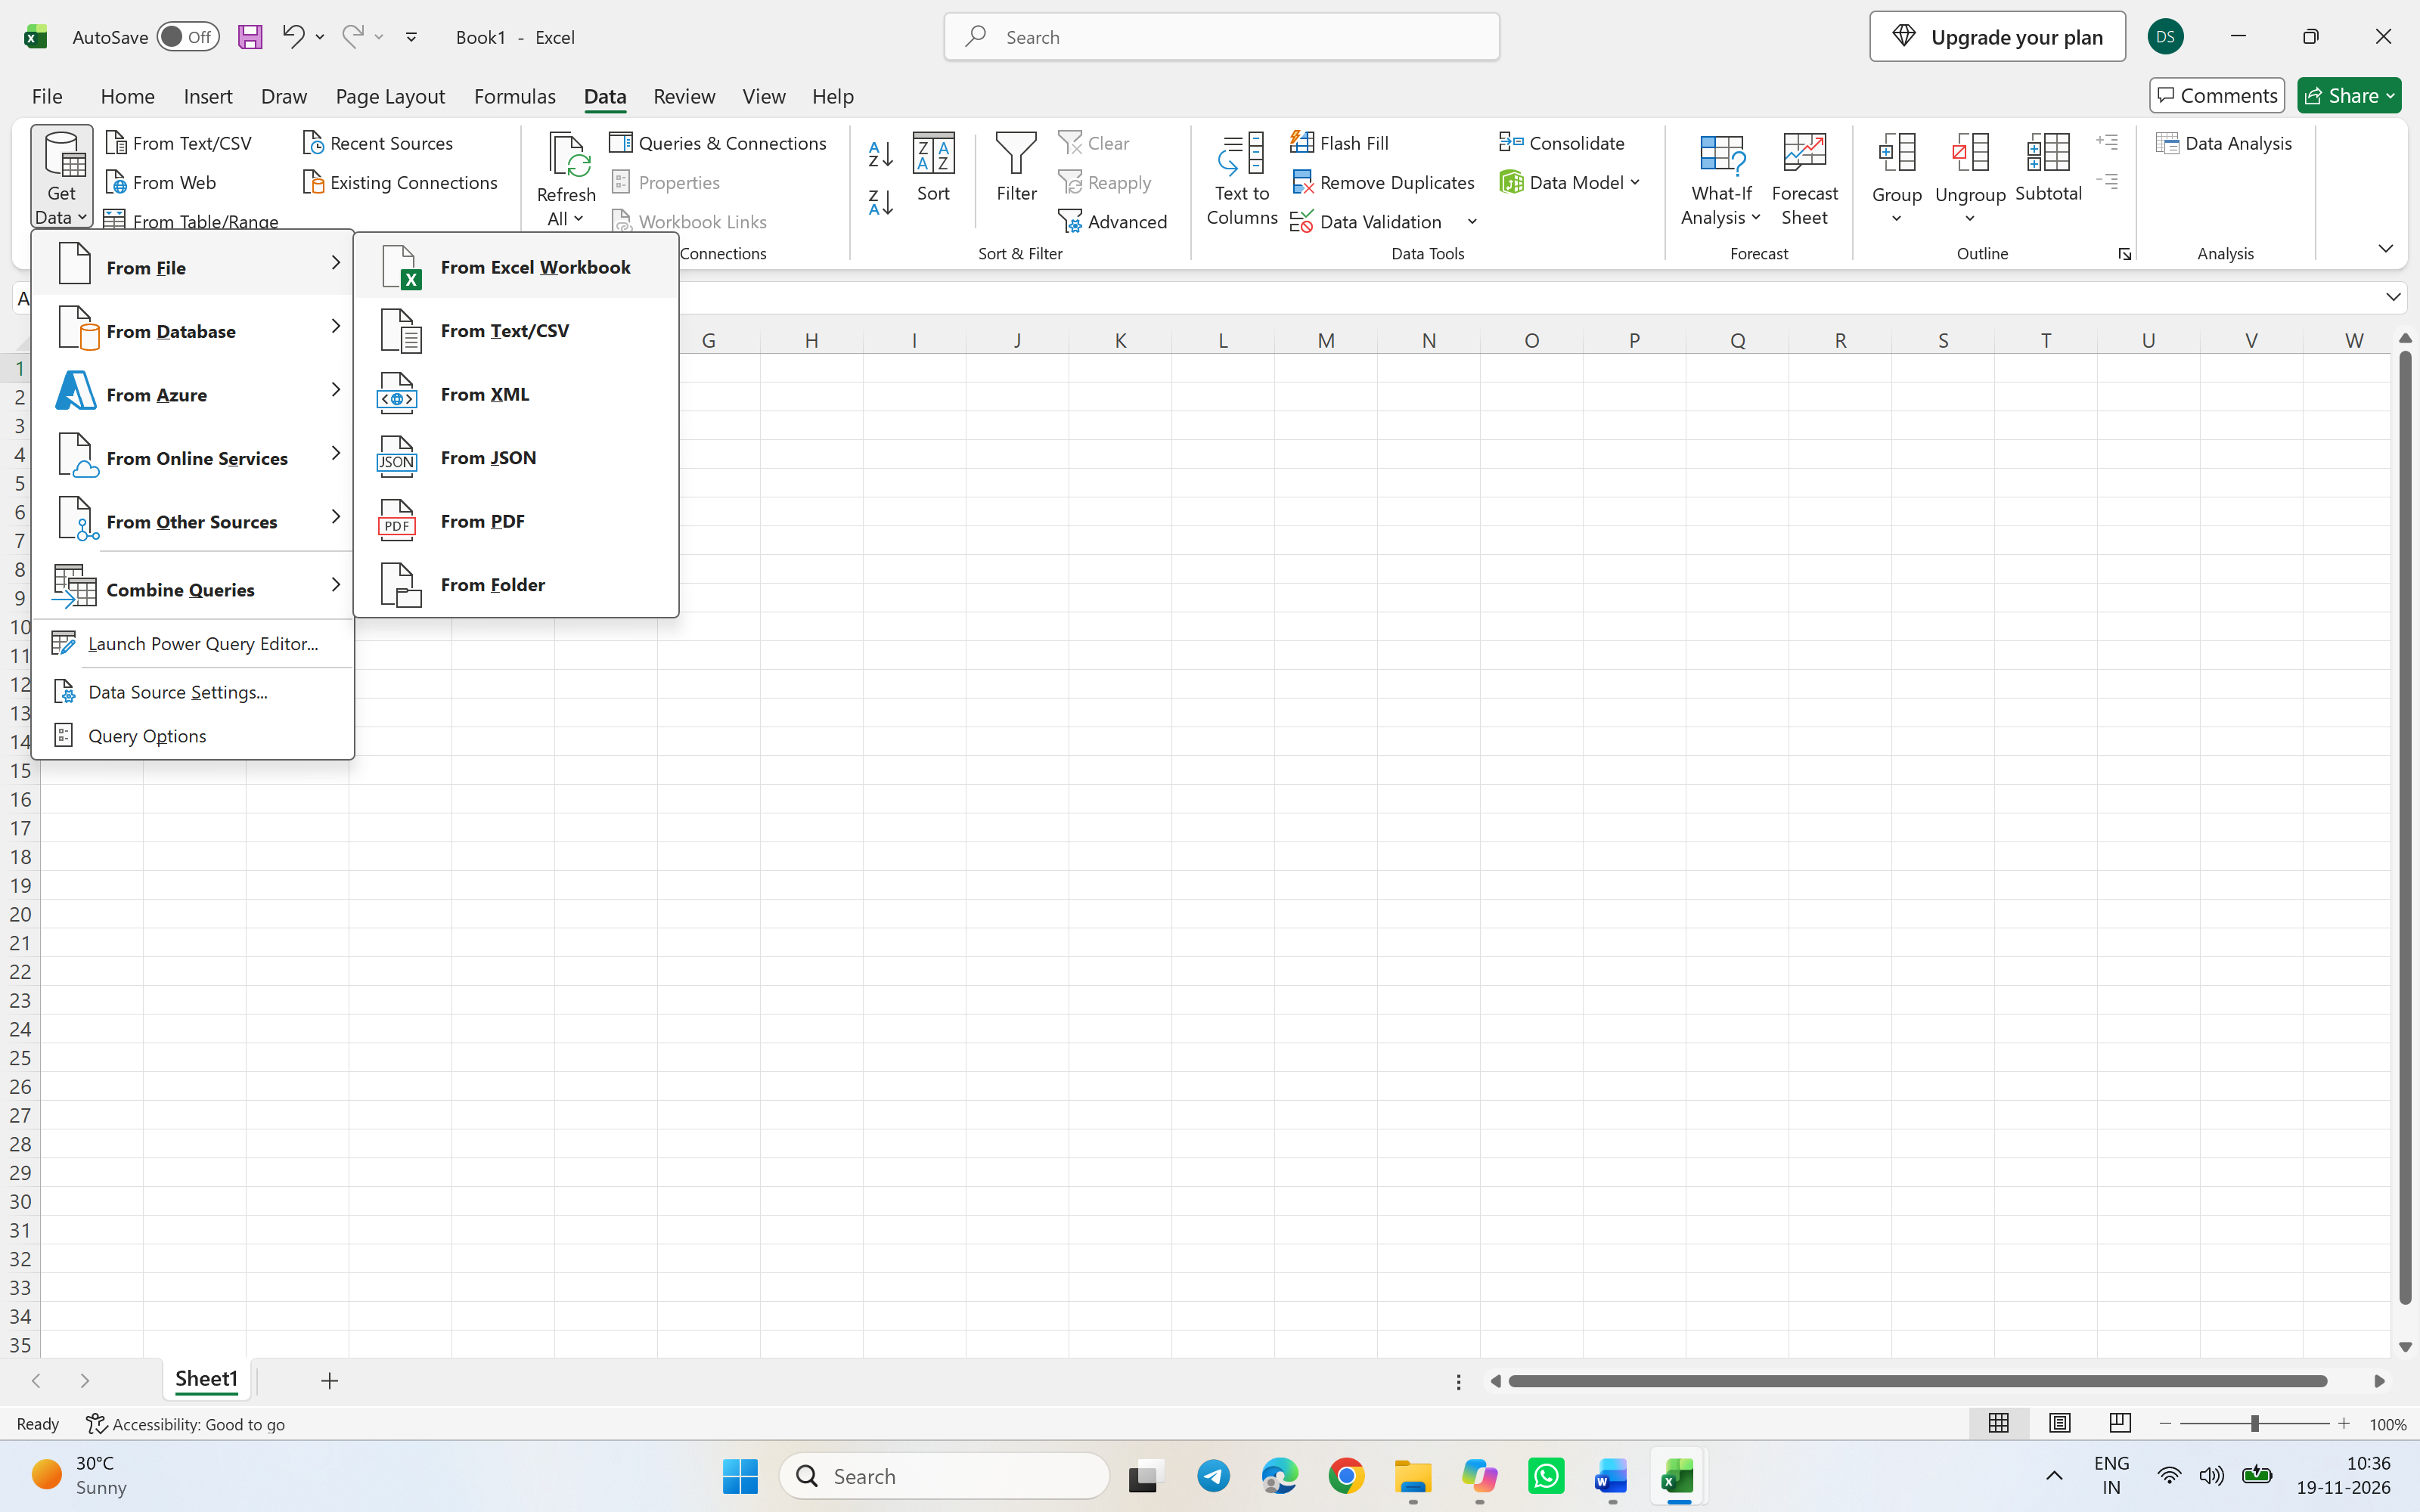 AutoSave Off Book1 - Excel Search Upgrade your plan DS
File Home Insert Draw Page Layout Formulas Data Review View Help Comments Share
Get Data
From Text/CSV
From Web
From Table/Range
Recent Sources
Existing Connections
Refresh All
Queries & Connections
Properties
Workbook Links
Connections
Sort
Filter
Clear
Reapply
Advanced
Sort & Filter
Text to Columns
Flash Fill
Remove Duplicates
Data Validation
Consolidate
Data Model
Data Tools
What-If Analysis
Forecast Sheet
Forecast
Group
Ungroup
Subtotal
Outline
Data Analysis
Analysis
From File
From Database
From Azure
From Online Services
From Other Sources
Combine Queries
Launch Power Query Editor...
Data Source Settings...
Query Options
From Excel Workbook
From Text/CSV
From XML
JSON From JSON
PDF From PDF
From Folder
G H I J K L M N O P Q R S T U V W
1
2
3
4
5
6
7
8
9
10
11
12
13
14
15
16
17
18
19
20
21
22
23
24
25
26
27
28
29
30
31
32
33
34
35
Sheet1
Ready Accessibility: Good to go 100%
30°C
Sunny
Search
ENG
IN
10:36
19-11-2026